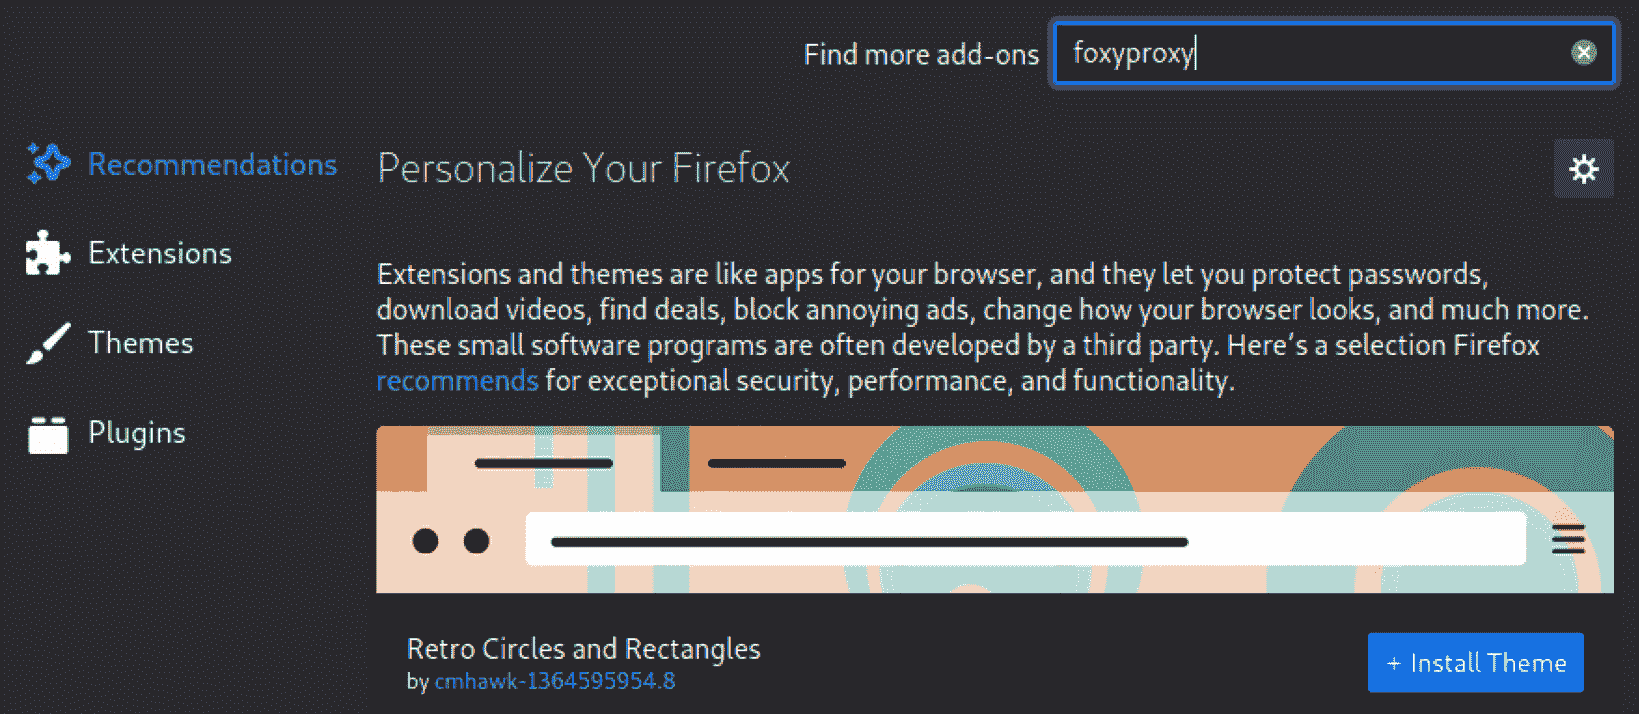 Find more add-ons foxyproxy
Recommendations
Personalize Your Firefox
Extensions
Extensions and themes are like apps for your browser, and they let you protect passwords,
download videos, find deals, block annoying ads, change how your browser looks, and much more.
Themes
These small software programs are often developed by a third party. Here's a selection Firefox
recommends for exceptional security, performance, and functionality.
Plugins
Retro Circles and Rectangles
by cmhawk-1364595954.8
+ Install Theme